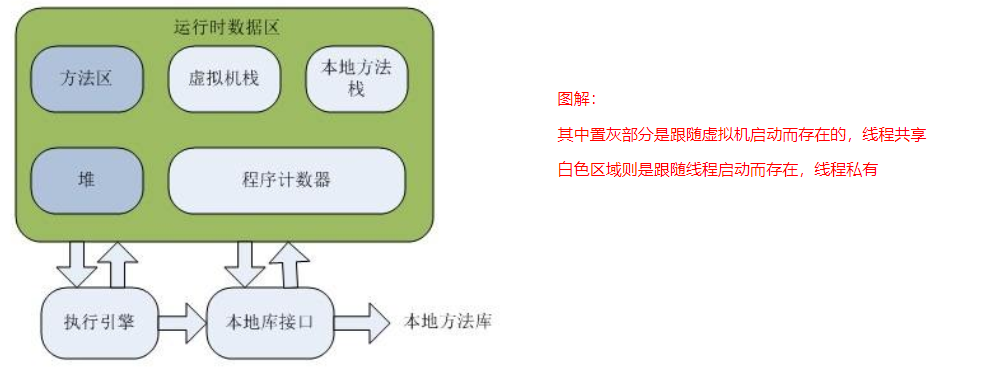 运行时数据区
方法区
虚拟机栈
本地方法
栈
堆
程序计数器
执行引擎
本地库接口
本地方法库
图解：
其中置灰部分是跟随虚拟机启动而存在的，线程共享
白色区域则是跟随线程启动而存在，线程私有